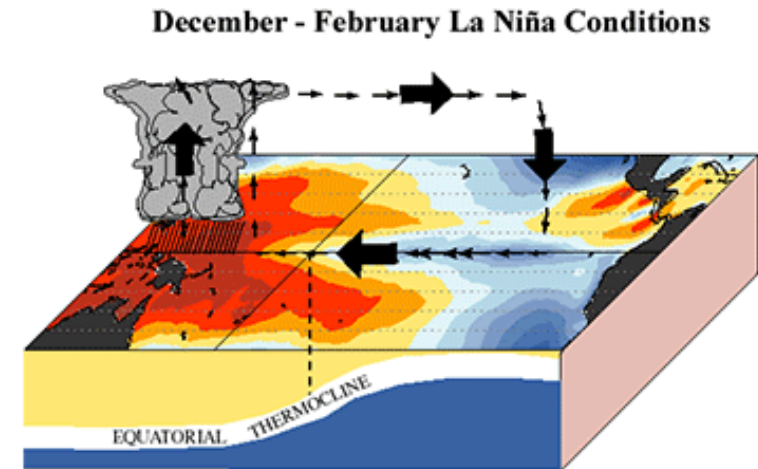 December - February La Niña Conditions
EQUATORIAL THERMOCLINE